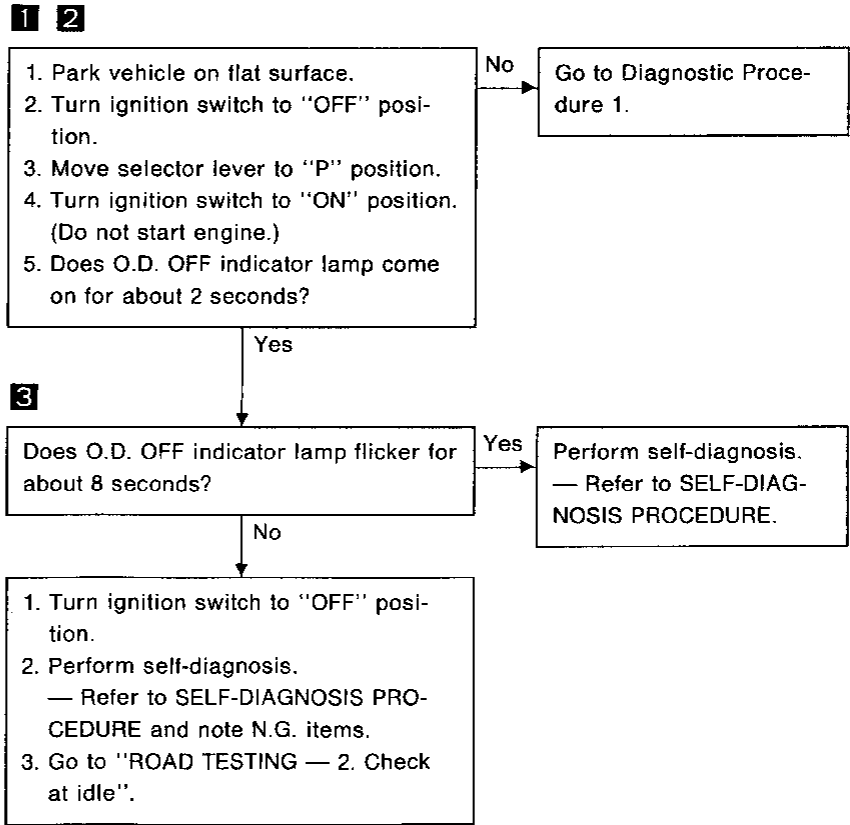 1 2
1. Park vehicle on flat surface.
2. Turn ignition switch to "OFF" posi-
tion.
3. Move selector lever to "P" position.
4. Turn ignition switch to "ON" position.
(Do not start engine.)
5. Does O.D. OFF indicator lamp come
on for about 2 seconds?
No
Go to Diagnostic Proce-
dure 1.
Yes
3
Does O.D. OFF indicator lamp flicker for
about 8 seconds?
Yes
Perform self-diagnosis.
— Refer to SELF-DIAG-
NOSIS PROCEDURE.
No
1. Turn ignition switch to "OFF" posi-
tion.
2. Perform self-diagnosis.
— Refer to SELF-DIAGNOSIS PRO-
CEDURE and note N.G. items.
3. Go to "ROAD TESTING — 2. Check
at idle".